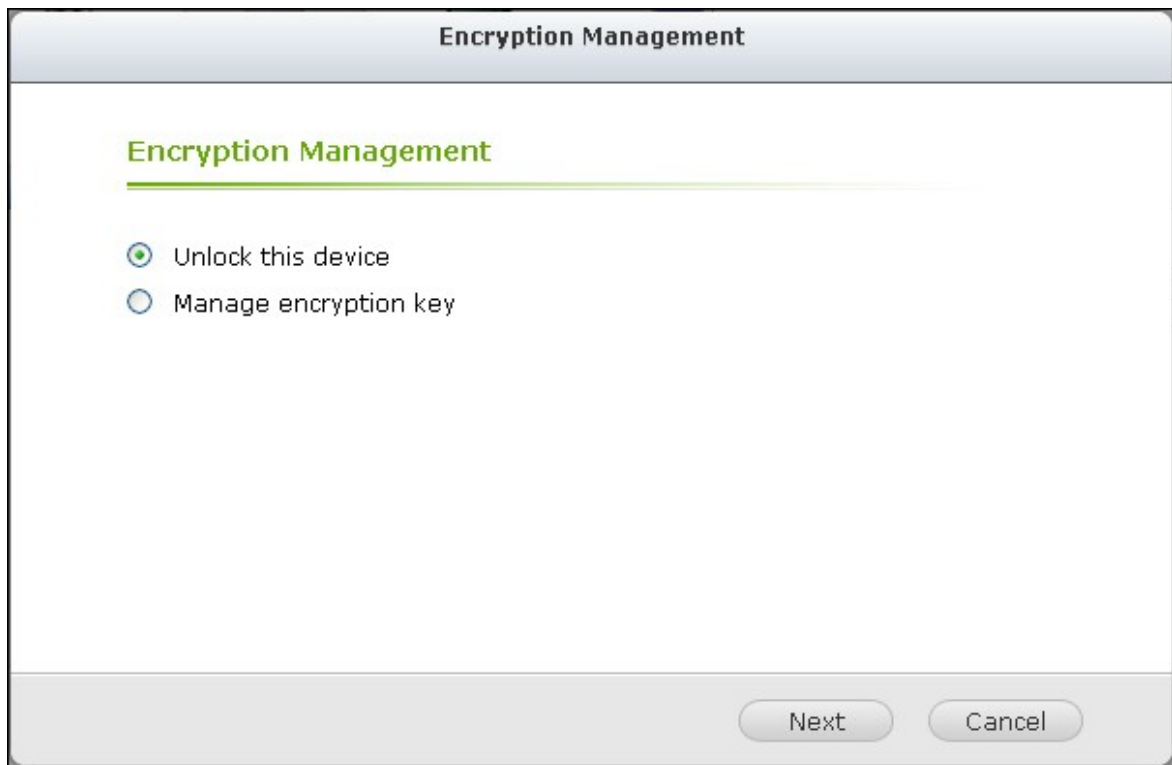 Encryption Management
Encryption Management
Unlock this device
Manage encryption key
Next Cancel